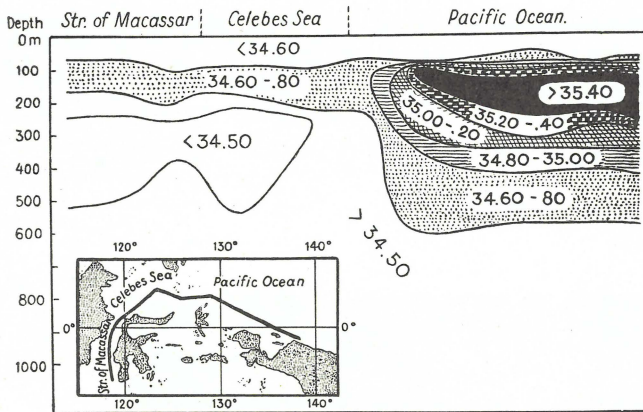 Depth Str. of Macassar Celebes Sea Pacific Ocean.
0m
100
200
300
400
500
600
800
0°
1000
<34.60
34.60-.80
<34.50
>35.40
35.20-.40
35.00-.20
34.80-35.00
34.60-80
>34.50
120° 130° 140°
Celebes Sea
Pacific Ocean
0°
Str. of Macassar
120° 130° 140°